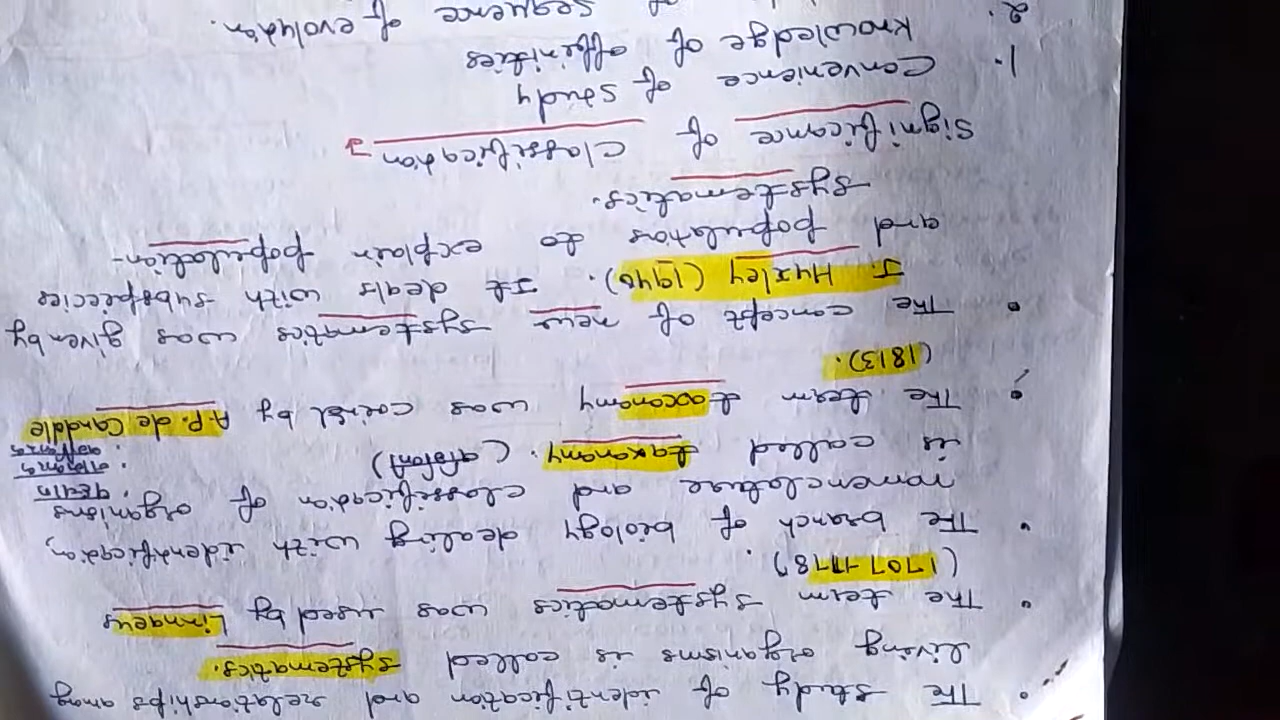 • The study of identification and relationships among
living organisms is called systematics.
• The term systematics was used by Linnaeus
(1707-1778)
• The branch of biology dealing with identification,
nomenclature and classification of organisms
is called taxonomy. (वर्गीकरण)
• The term taxonomy was coined by A.P. de Candolle
(1813).
• The concept of new systematics was given by
J. Huxley (1940). It deals with subspecies
and populations to explain population-
systematics.
Significance of classification
1. Convenience of study
Knowledge of affinities
2. of sequence of evolution.